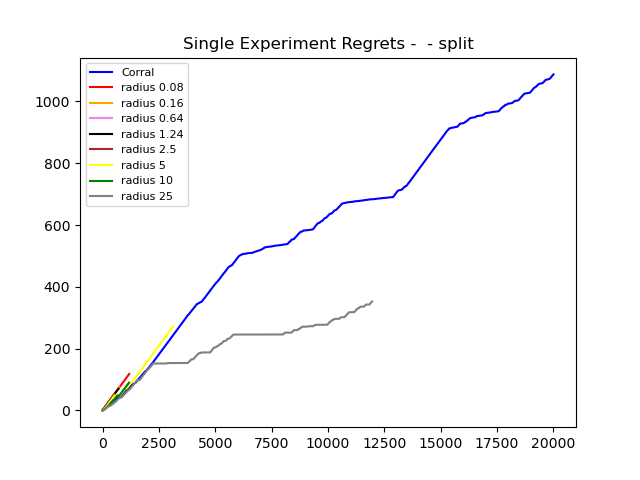 Single Experiment Regrets -  - split
Corral
radius 0.08
radius 0.16
radius 0.64
radius 1.24
radius 2.5
radius 5
radius 10
radius 25
1000
800
600
400
200
0
0 2500 5000 7500 10000 12500 15000 17500 20000